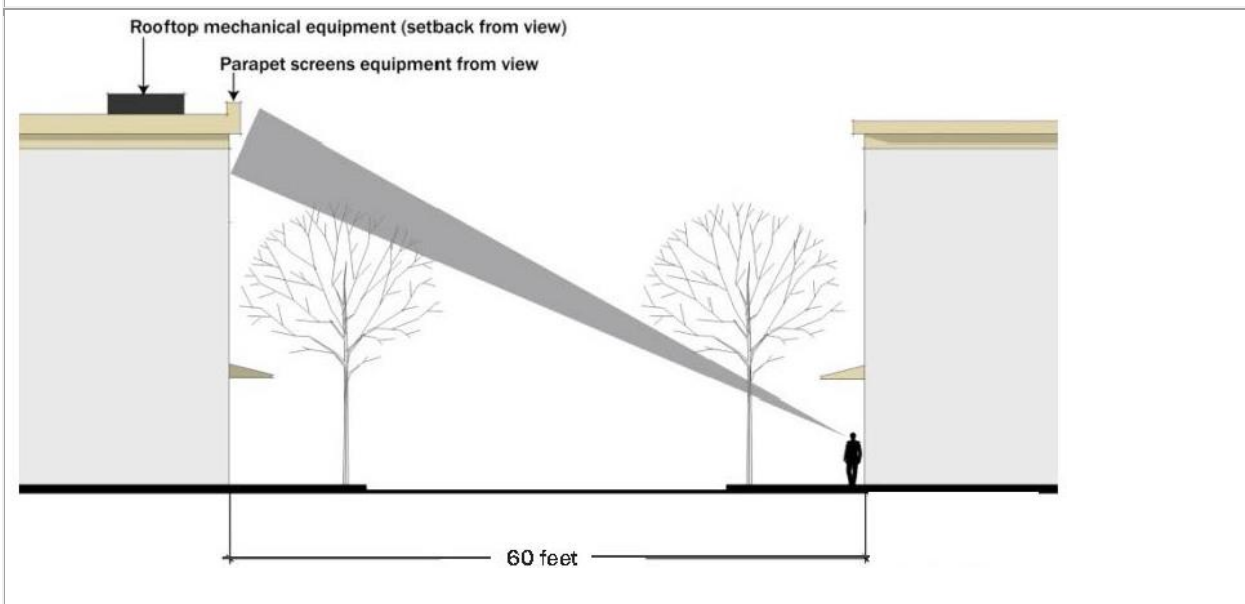 Rooftop mechanical equipment (setback from view)
Parapet screens equipment from view
60 feet